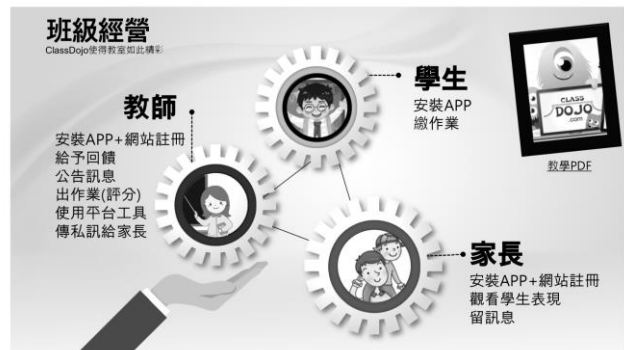 班級經營
ClassDojo使得教室如此精彩
教師
安裝APP+網站註冊
給予回饋
公告訊息
出作業(評分)
使用平台工具
傳私訊給家長
學生
安裝APP
繳作業
CLASS
DOJO
.com
教學PDF
家長
安裝APP+網站註冊
觀看學生表現
留訊息